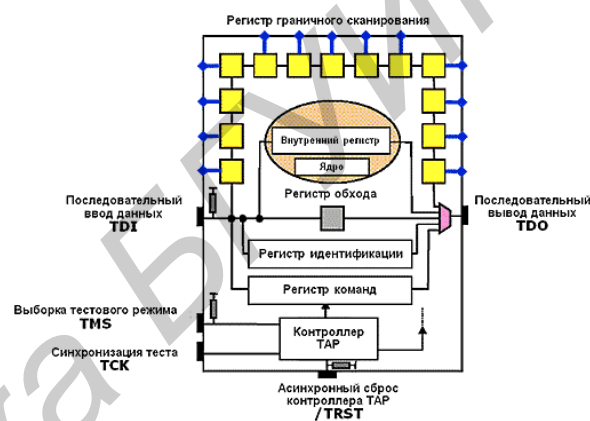 Регистр граничного сканирования
Внутренний регистр
Ядро
Регистр обхода
Последовательный
ввод данных
TDI
Последовательный
вывод данных
TDO
Регистр идентификации
Регистр команд
Выборка тестового режима
TMS
Контроллер
TAP
Синхронизация теста
TCK
Асинхронный сброс
контроллера TAP
/TRST